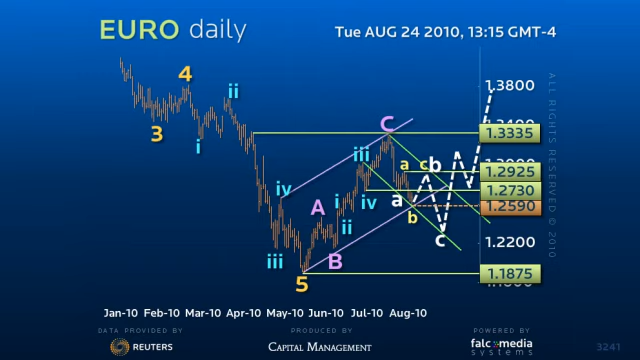 EURO daily
Tue AUG 24 2010, 13:15 GMT-4
ALL RIGHTS RESERVED © 2010
1.3800
4
ii
3
i
C
1.3335
iii
a
c
b
1.2925
iv
1.2730
A
i
iv
a
1.2590
b
ii
c
1.2200
iii
B
5
1.1875
Jan-10 Feb-10 Mar-10 Apr-10 May-10 Jun-10 Jul-10 Aug-10
DATA PROVIDED BY
REUTERS
PRODUCED BY
CAPITAL MANAGEMENT
POWERED BY
falc media
systems
3241